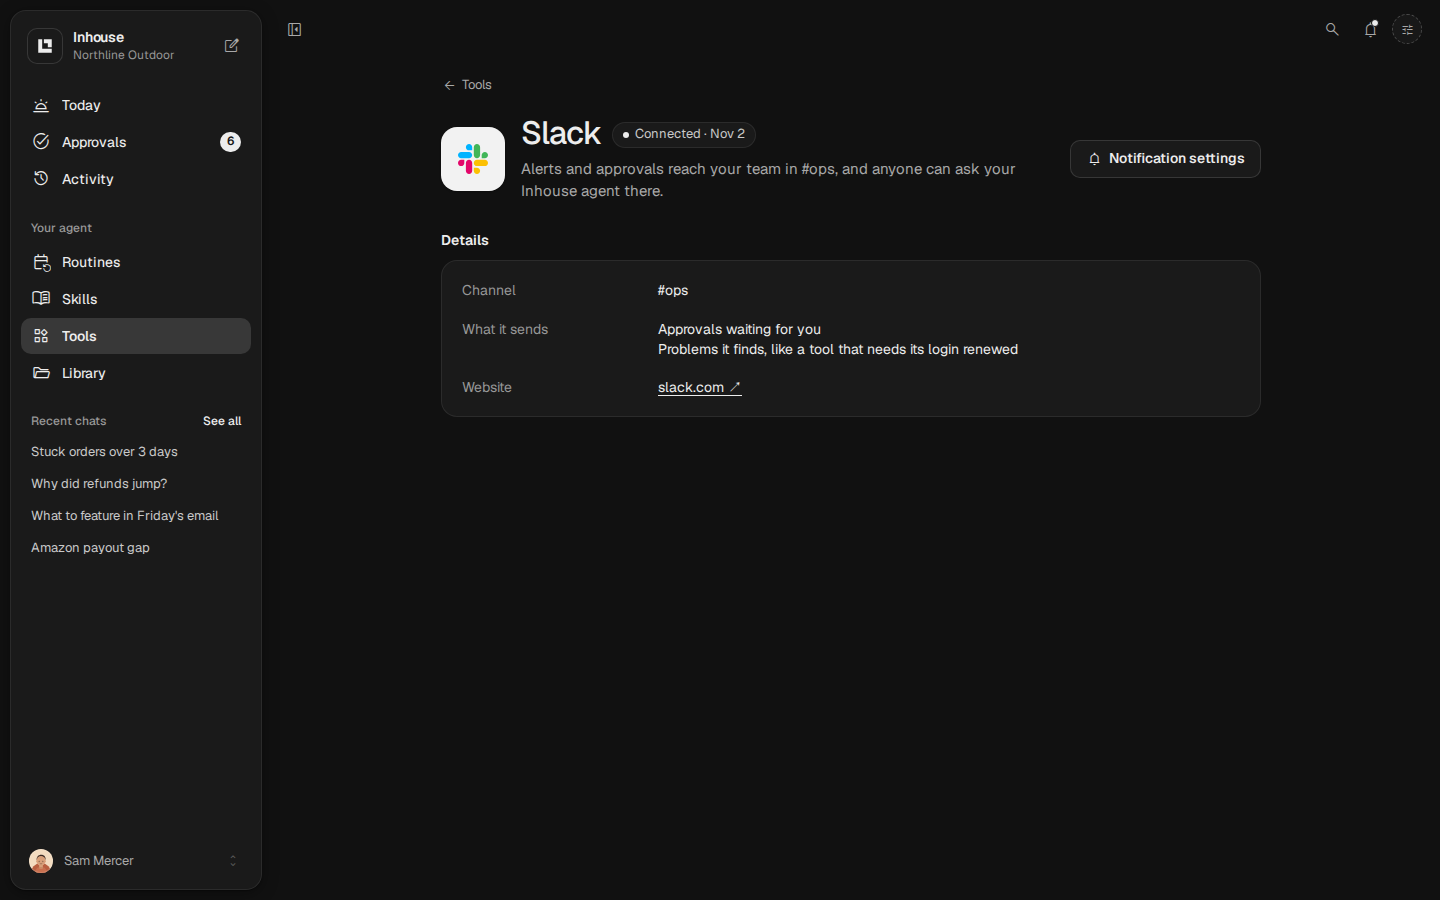 Inhouse
Northline Outdoor
Today
Approvals 6
Activity
Your agent
Routines
Skills
Tools
Library
Recent chats See all
Stuck orders over 3 days
Why did refunds jump?
What to feature in Friday's email
Amazon payout gap
Sam Mercer
Tools
Slack
Connected · Nov 2
Alerts and approvals reach your team in #ops, and anyone can ask your
Inhouse agent there.
Notification settings
Details
Channel #ops
What it sends Approvals waiting for you
Problems it finds, like a tool that needs its login renewed
Website slack.com ↗